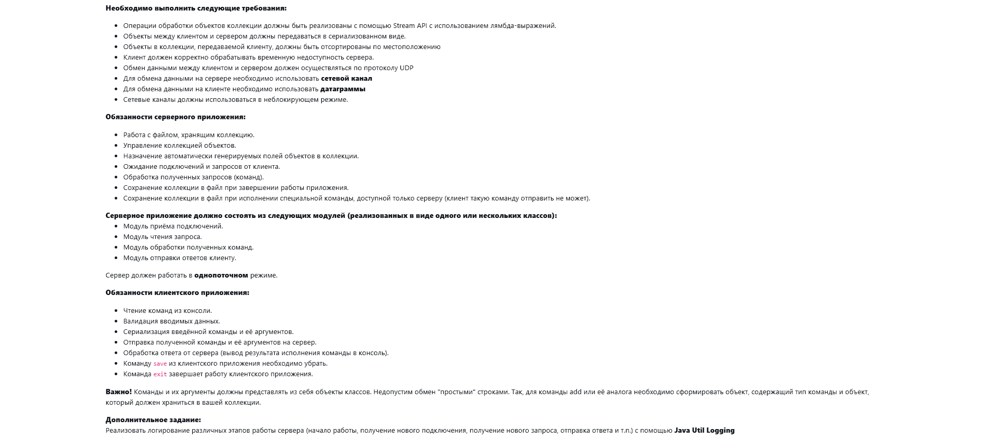 Необходимо выполнить следующие требования:
Операции обработки объектов коллекции должны быть реализованы с помощью Stream API с использованием лямбда-выражений.
Объекты между клиентом и сервером должны передаваться в сериализованном виде.
Объекты в коллекции, передаваемой клиенту, должны быть отсортированы по местоположению
Клиент должен корректно обрабатывать временную недоступность сервера.
Обмен данными между клиентом и сервером должен осуществляться по протоколу UDP
Для обмена данными на сервере необходимо использовать сетевой канал
Для обмена данными на клиенте необходимо использовать датаграммы
Сетевые каналы должны использоваться в неблокирующем режиме.
Обязанности серверного приложения:
Работа с файлом, хранящим коллекцию.
Управление коллекцией объектов.
Назначение автоматически генерируемых полей объектов в коллекции.
Ожидание подключений и запросов от клиента.
Обработка полученных запросов (команд).
Сохранение коллекции в файл при завершении работы приложения.
Сохранение коллекции в файл при исполнении специальной команды, доступной только серверу (клиент такую команду отправить не может).
Серверное приложение должно состоять из следующих модулей (реализованных в виде одного или нескольких классов):
Модуль приёма подключений.
Модуль чтения запроса.
Модуль обработки полученных команд.
Модуль отправки ответов клиенту.
Сервер должен работать в однопоточном режиме.
Обязанности клиентского приложения:
Чтение команд из консоли.
Валидация вводимых данных.
Сериализация введённой команды и её аргументов.
Отправка полученной команды и её аргументов на сервер.
Обработка ответа от сервера (вывод результата исполнения команды в консоль).
Команду save из клиентского приложения необходимо убрать.
Команда exit завершает работу клиентского приложения.
Важно! Команды и их аргументы должны представлять из себя объекты классов. Недопустим обмен "простыми" строками. Так, для команды add или её аналога необходимо сформировать объект, содержащий тип команды и объект,
который должен храниться в вашей коллекции.
Дополнительное задание:
Реализовать логирование различных этапов работы сервера (начало работы, получение нового подключения, получение нового запроса, отправка ответа и т.п.) с помощью Java Util Logging